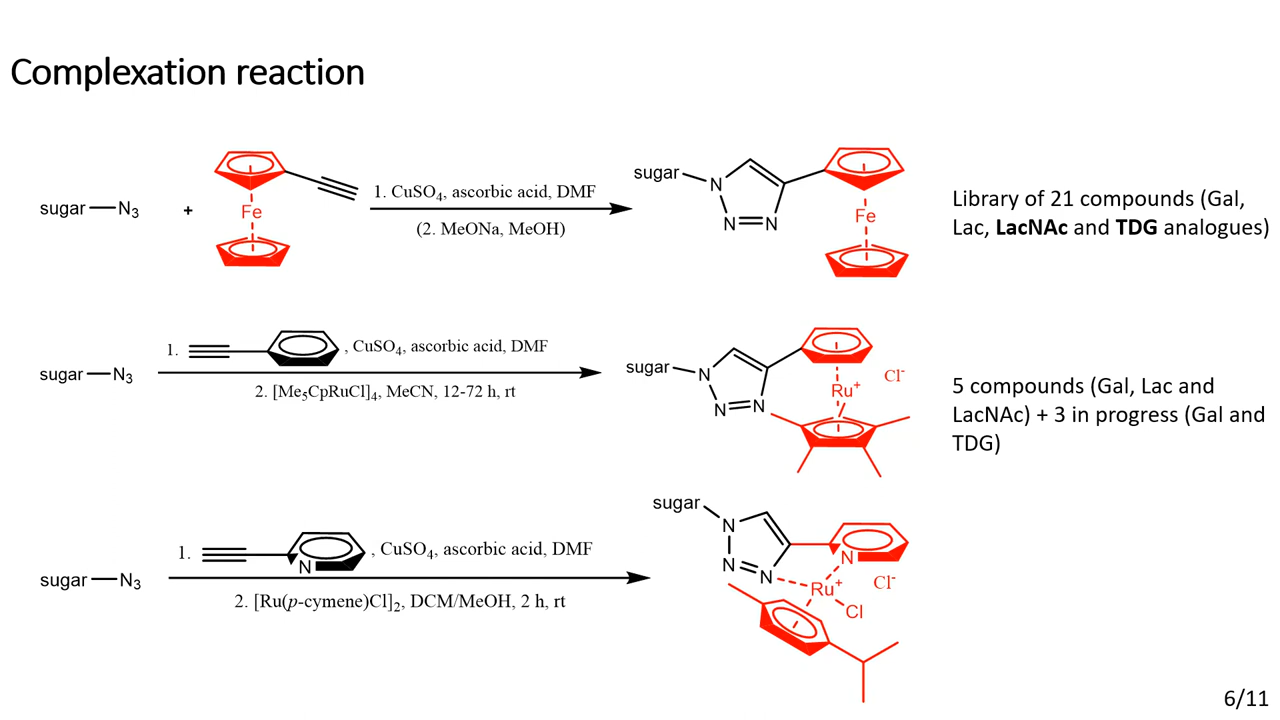 Complexation reaction
sugar
N₃
+
Fe
1. CuSO₄, ascorbic acid, DMF
(2. MeONa, MeOH)
sugar
N
N
N
Fe
Library of 21 compounds (Gal,
Lac, LacNAc and TDG analogues)
sugar
N₃
1.
, CuSO₄, ascorbic acid, DMF
2. [Me₅CpRuCl]₄, MeCN, 12-72 h, rt
sugar
N
N
N
Ru⁺
Cl⁻
5 compounds (Gal, Lac and
LacNAc) + 3 in progress (Gal and
TDG)
sugar
N₃
1.
N
, CuSO₄, ascorbic acid, DMF
2. [Ru(p-cymene)Cl]₂, DCM/MeOH, 2 h, rt
sugar
N
N
N
N
Ru⁺
Cl⁻
Cl
6/11